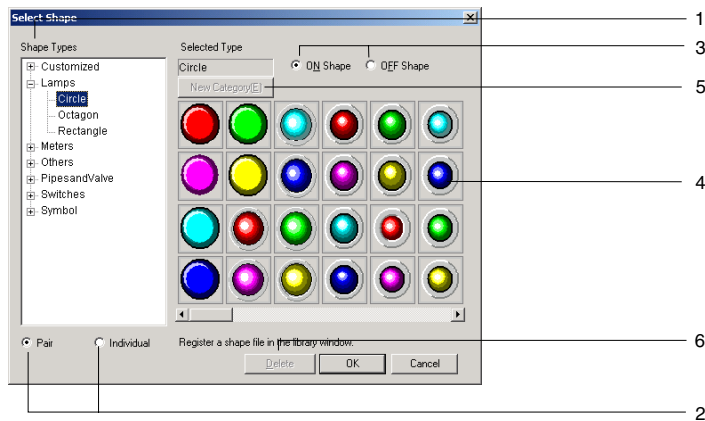 Select Shape
1
Shape Types
Selected Type
3
Circle
ON Shape
OFF Shape
New Category(E)
5
Customized
Lamps
Circle
Octagon
Rectangle
Meters
Others
PipesandValve
Switches
Symbol
4
Pair
Individual
Register a shape file in the library window.
6
Delete
OK
Cancel
2